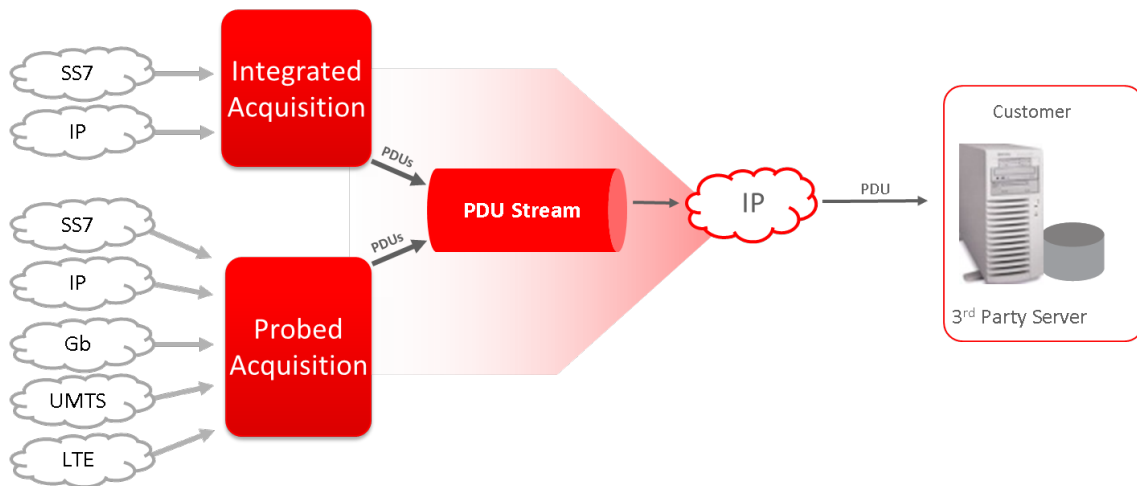 SS7
IP
Integrated
Acquisition
SS7
IP
Gb
UMTS
LTE
Probed
Acquisition
PDUs
PDUs
PDU Stream
IP
PDU
Customer
3rd Party Server